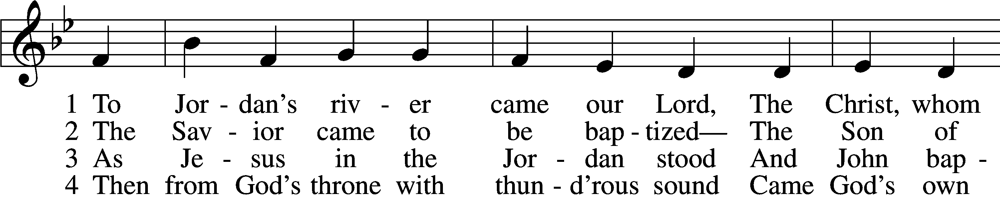 1 To Jor - dan’s riv - er came our Lord, The Christ, whom
2 The Sav - ior came to be bap - tized— The Son of
3 As Je - sus in the Jor - dan stood And John bap -
4 Then from God’s throne with thun - d’rous sound Came God’s own